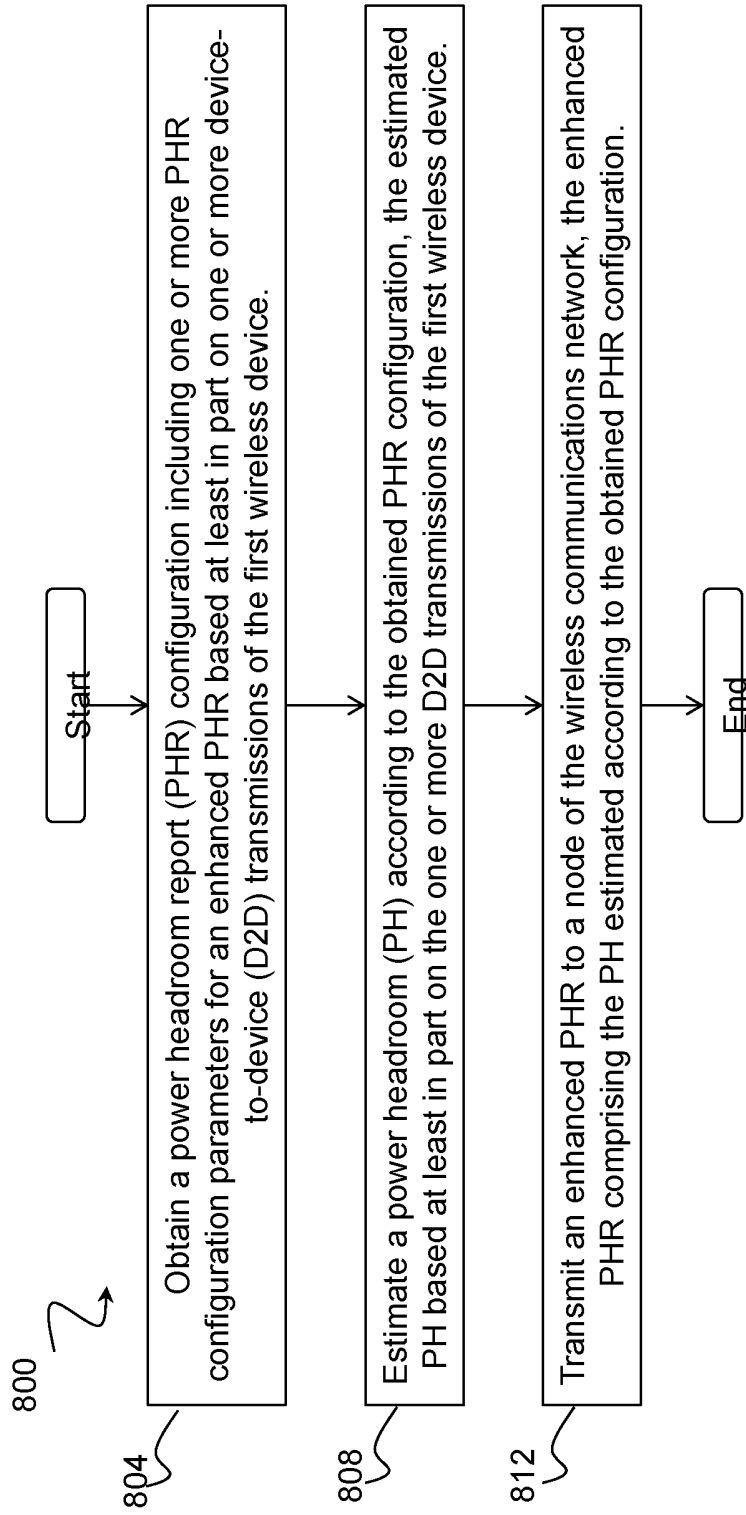 800
Start
804
Obtain a power headroom report (PHR) configuration including one or more PHR
configuration parameters for an enhanced PHR based at least in part on one or more device-
to-device (D2D) transmissions of the first wireless device.
808
Estimate a power headroom (PH) according to the obtained PHR configuration, the estimated
PH based at least in part on the one or more D2D transmissions of the first wireless device.
812
Transmit an enhanced PHR to a node of the wireless communications network, the enhanced
PHR comprising the PH estimated according to the obtained PHR configuration.
End